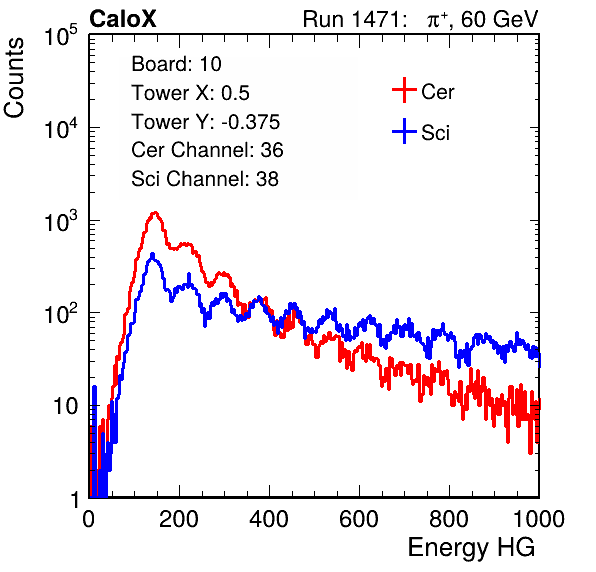 CaloX Run 1471: π⁺, 60 GeV
Counts
10⁵
10⁴
10³
10²
10
1
Board: 10
Tower X: 0.5
Tower Y: -0.375
Cer Channel: 36
Sci Channel: 38
Cer
Sci
0 200 400 600 800 1000
Energy HG